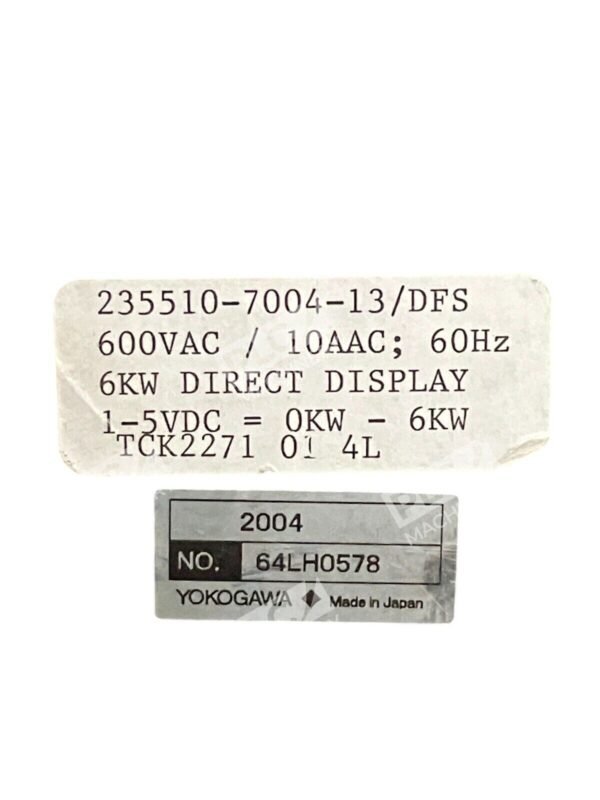 235510-7004-13/DFS
600VAC / 10AAC; 60Hz
6KW DIRECT DISPLAY
1-5VDC = 0KW - 6KW
TCK2271 01 4L
2004
NO. 64LH0578
YOKOGAWA Made in Japan